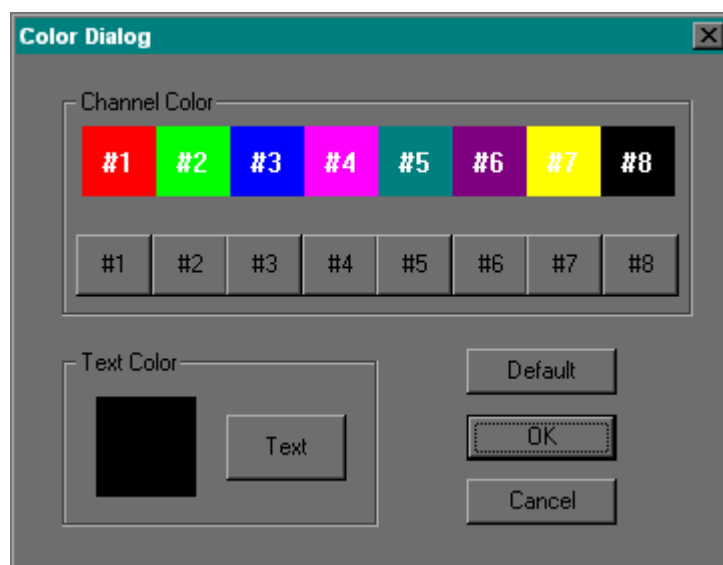 Color Dialog
Channel Color
#1 #2 #3 #4 #5 #6 #7 #8
#1 #2 #3 #4 #5 #6 #7 #8
Text Color
Text
Default
OK
Cancel